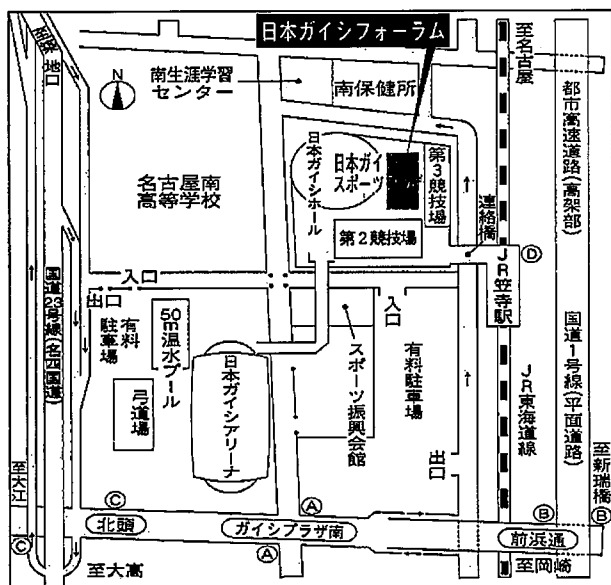 日本ガイシフォーラム
至名古屋
N
南生涯学習
センター
南保健所
都市高速道路(高架部)
名古屋南
高等学校
日本ガイシホール
日本ガイシ
スポーツ
第3競技場
連絡橋
第2競技場
入口
出口
有料
駐車場
50m温水プール
弓道場
日本ガイシアリーナ
スポーツ振興会館
入口
有料駐車場
出口
D
JR笠寺駅
JR東海道線
国道1号線(平面道路)
国道23号線(名四国道)
至大江
C
C
北頭
ガイシプラザ南
A
A
B
前浜通
B
至新瑞橋
至大高
至岡崎